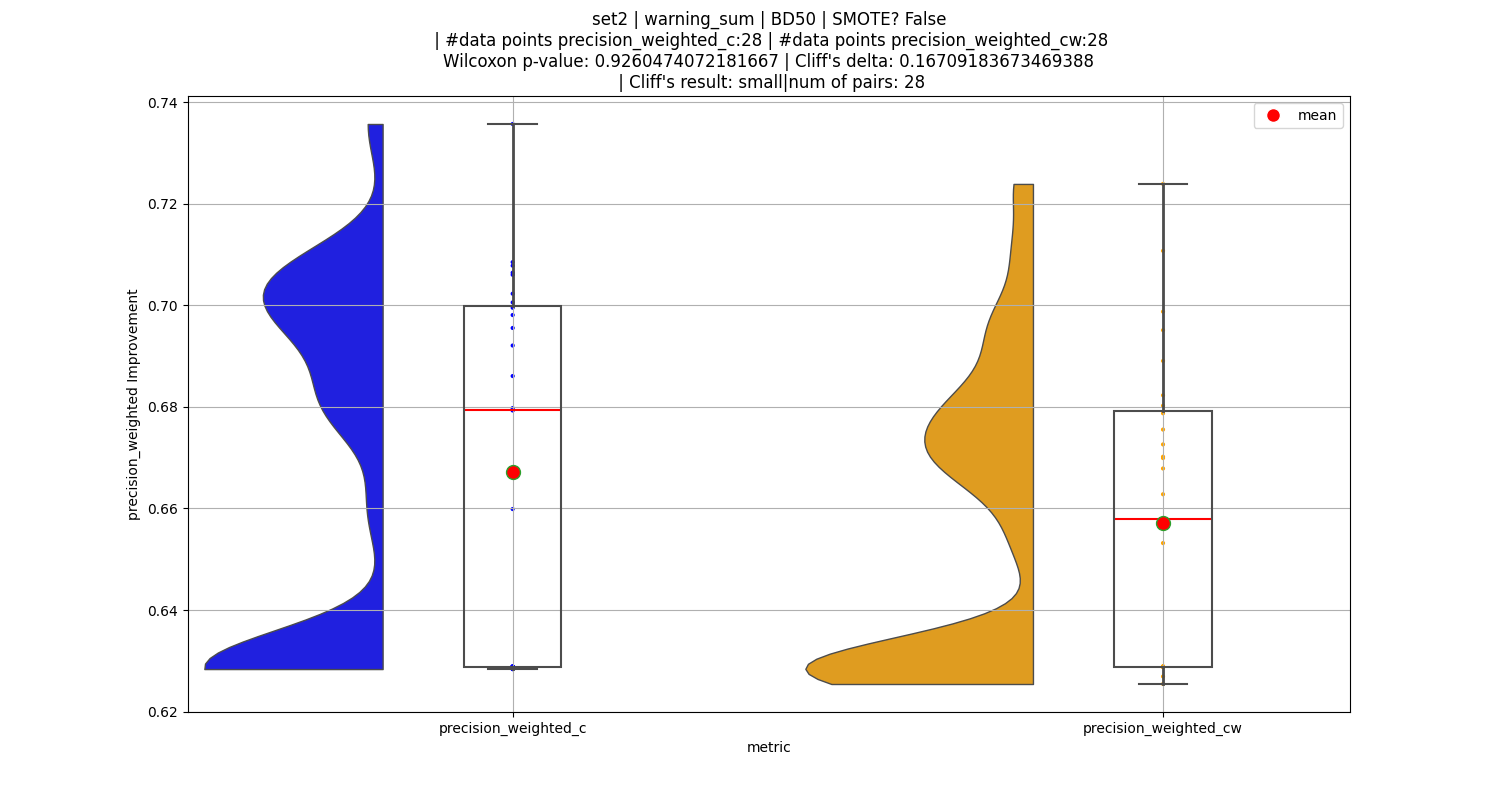 set2 | warning_sum | BD50 | SMOTE? False
| #data points precision_weighted_c:28 | #data points precision_weighted_cw:28
Wilcoxon p-value: 0.9260474072181667 | Cliff's delta: 0.16709183673469388
| Cliff's result: small|num of pairs: 28
mean
precision_weighted Improvement
0.74
0.72
0.70
0.68
0.66
0.64
0.62
precision_weighted_c
precision_weighted_cw
metric